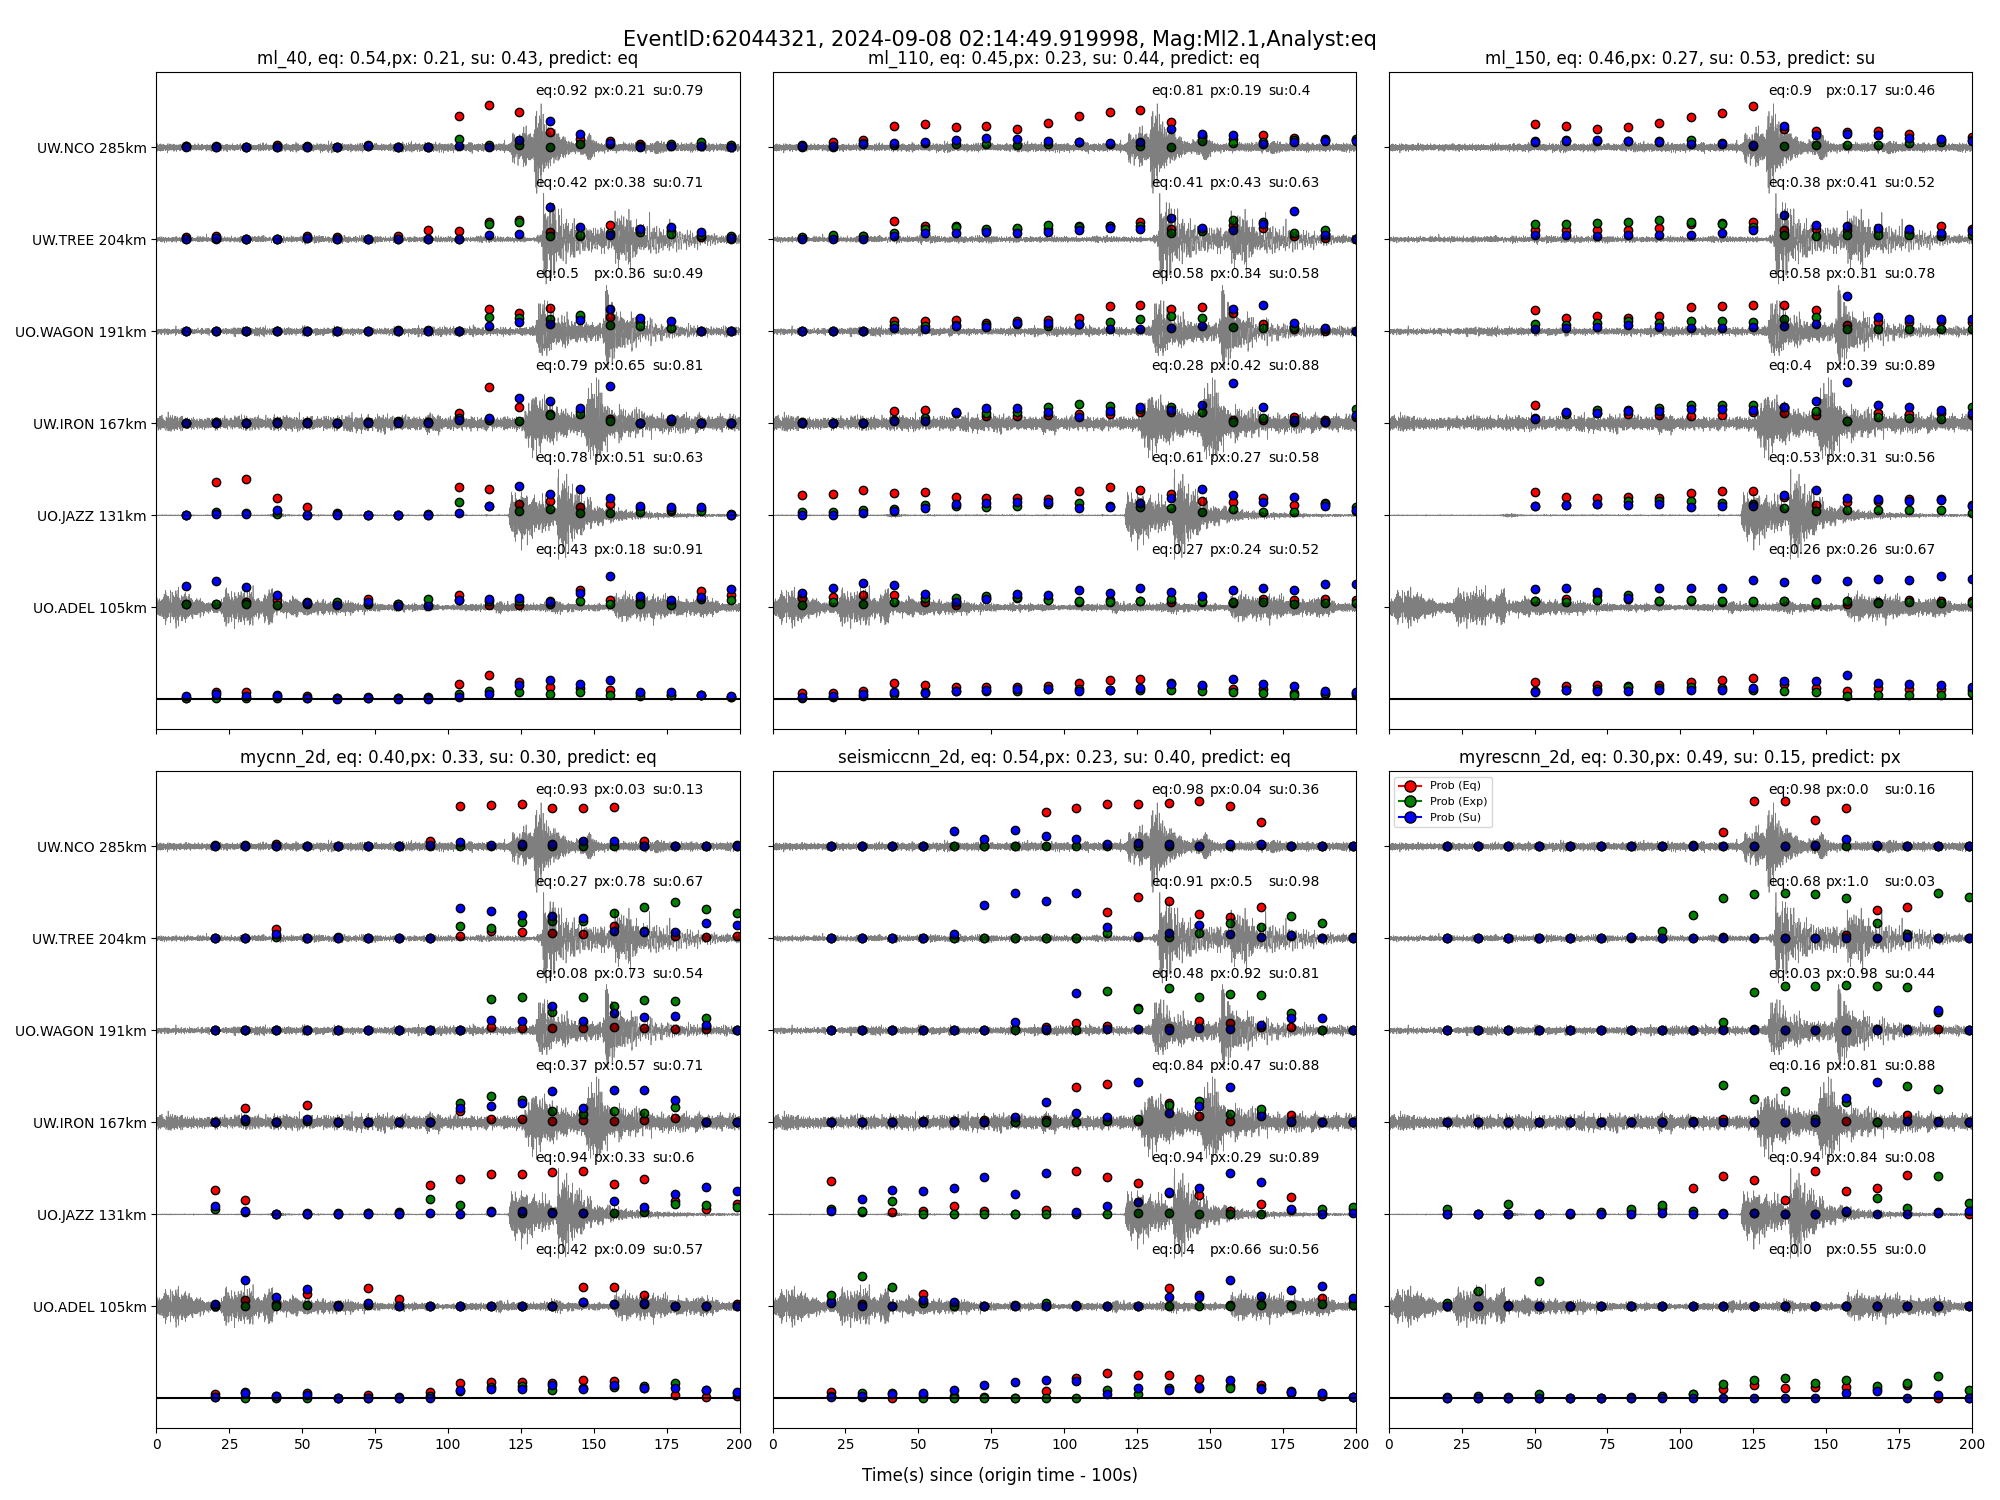 EventID:62044321, 2024-09-08 02:14:49.919998, Mag:Ml2.1,Analyst:eq
ml_40, eq: 0.54,px: 0.21, su: 0.43, predict: eq
eq:0.92 px:0.21 su:0.79
UW.NCO 285km
eq:0.42 px:0.38 su:0.71
UW.TREE 204km
eq:0.5 px:0.36 su:0.49
UO.WAGON 191km
eq:0.79 px:0.65 su:0.81
UW.IRON 167km
eq:0.78 px:0.51 su:0.63
UO.JAZZ 131km
eq:0.43 px:0.18 su:0.91
UO.ADEL 105km
ml_110, eq: 0.45,px: 0.23, su: 0.44, predict: eq
eq:0.81 px:0.19 su:0.4
eq:0.41 px:0.43 su:0.63
eq:0.58 px:0.34 su:0.58
eq:0.28 px:0.42 su:0.88
eq:0.61 px:0.27 su:0.58
eq:0.27 px:0.24 su:0.52
ml_150, eq: 0.46,px: 0.27, su: 0.53, predict: su
eq:0.9 px:0.17 su:0.46
eq:0.38 px:0.41 su:0.52
eq:0.58 px:0.31 su:0.78
eq:0.4 px:0.39 su:0.89
eq:0.53 px:0.31 su:0.56
eq:0.26 px:0.26 su:0.67
mycnn_2d, eq: 0.40,px: 0.33, su: 0.30, predict: eq
eq:0.93 px:0.03 su:0.13
UW.NCO 285km
eq:0.27 px:0.78 su:0.67
UW.TREE 204km
eq:0.08 px:0.73 su:0.54
UO.WAGON 191km
eq:0.37 px:0.57 su:0.71
UW.IRON 167km
eq:0.94 px:0.33 su:0.6
UO.JAZZ 131km
eq:0.42 px:0.09 su:0.57
UO.ADEL 105km
0 25 50 75 100 125 150 175 200
seismiccnn_2d, eq: 0.54,px: 0.23, su: 0.40, predict: eq
eq:0.98 px:0.04 su:0.36
eq:0.91 px:0.5 su:0.98
eq:0.48 px:0.92 su:0.81
eq:0.84 px:0.47 su:0.88
eq:0.94 px:0.29 su:0.89
eq:0.4 px:0.66 su:0.56
0 25 50 75 100 125 150 175 200
myrescnn_2d, eq: 0.30,px: 0.49, su: 0.15, predict: px
Prob (Eq)
Prob (Exp)
Prob (Su)
eq:0.98 px:0.0 su:0.16
eq:0.68 px:1.0 su:0.03
eq:0.03 px:0.98 su:0.44
eq:0.16 px:0.81 su:0.88
eq:0.94 px:0.84 su:0.08
eq:0.0 px:0.55 su:0.0
0 25 50 75 100 125 150 175 200
Time(s) since (origin time - 100s)